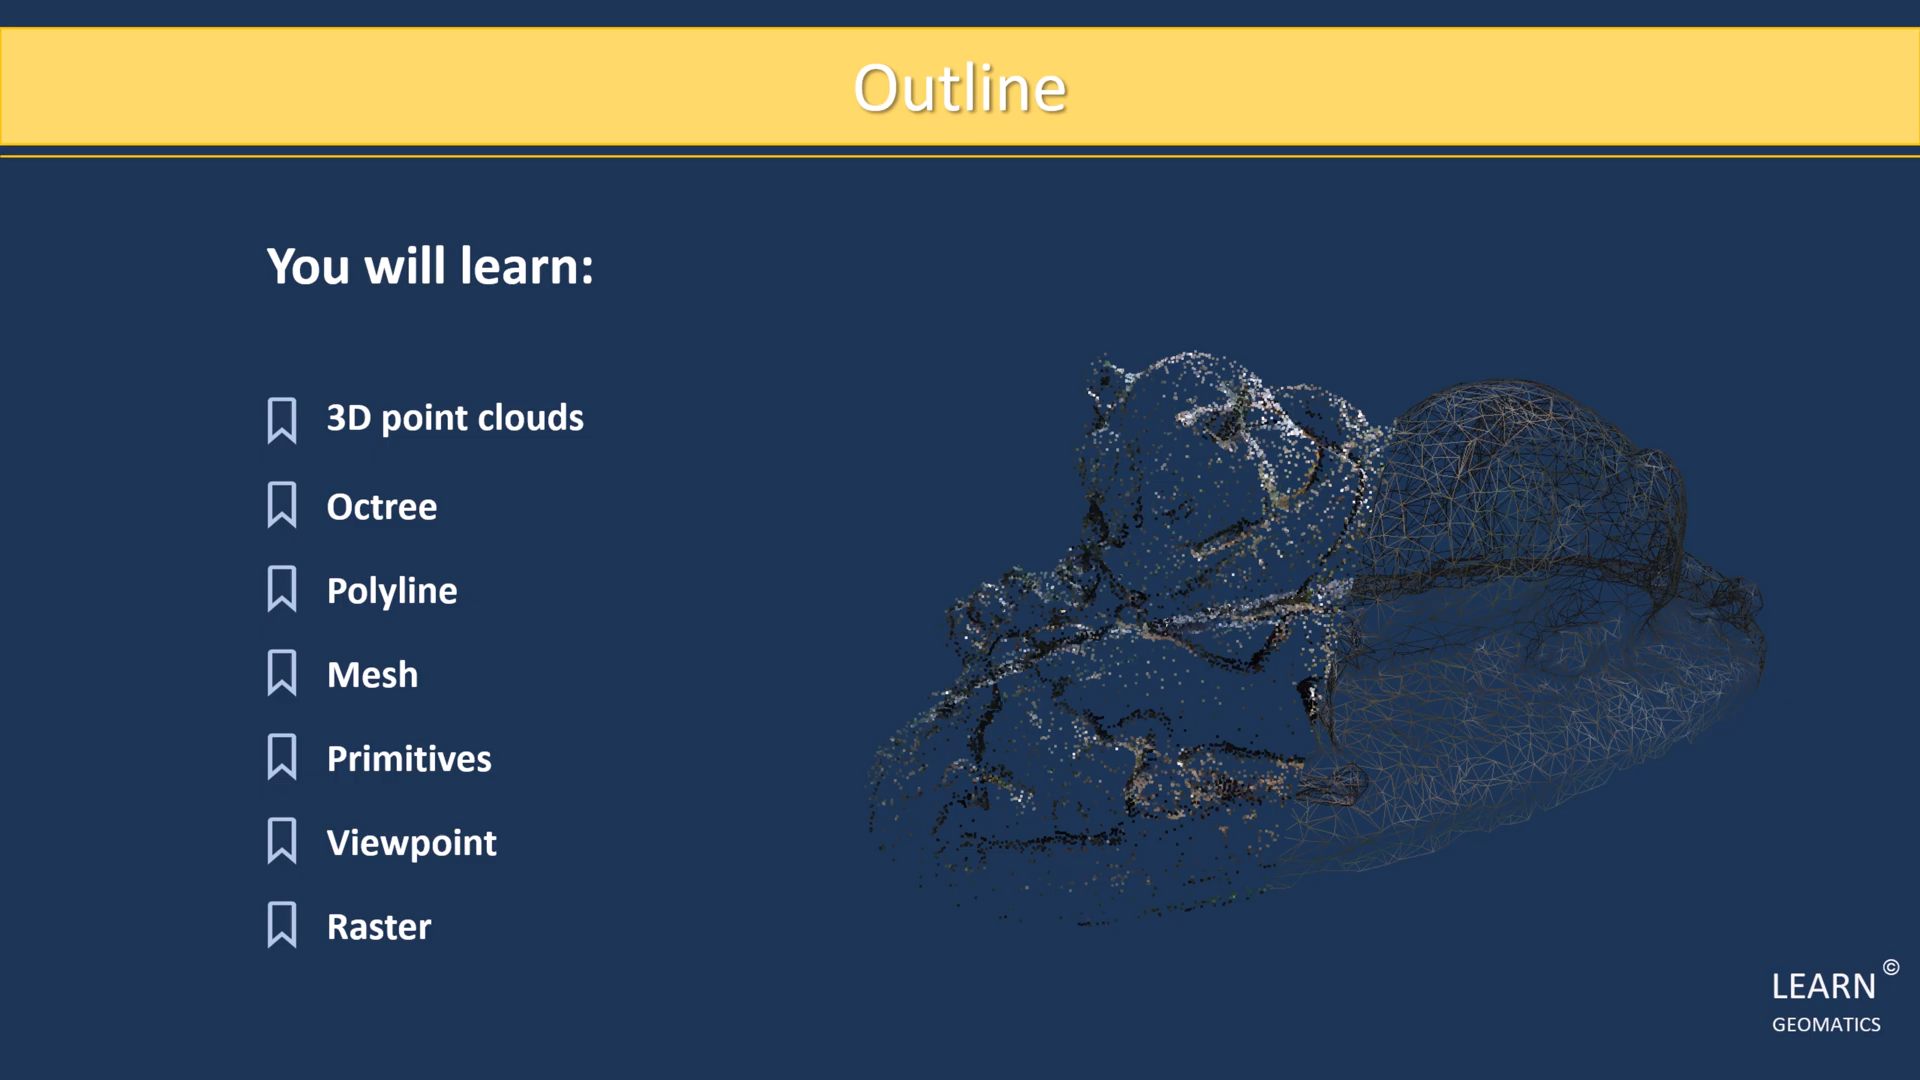 Outline
You will learn:
3D point clouds
Octree
Polyline
Mesh
Primitives
Viewpoint
Raster
LEARN ©
GEOMATICS